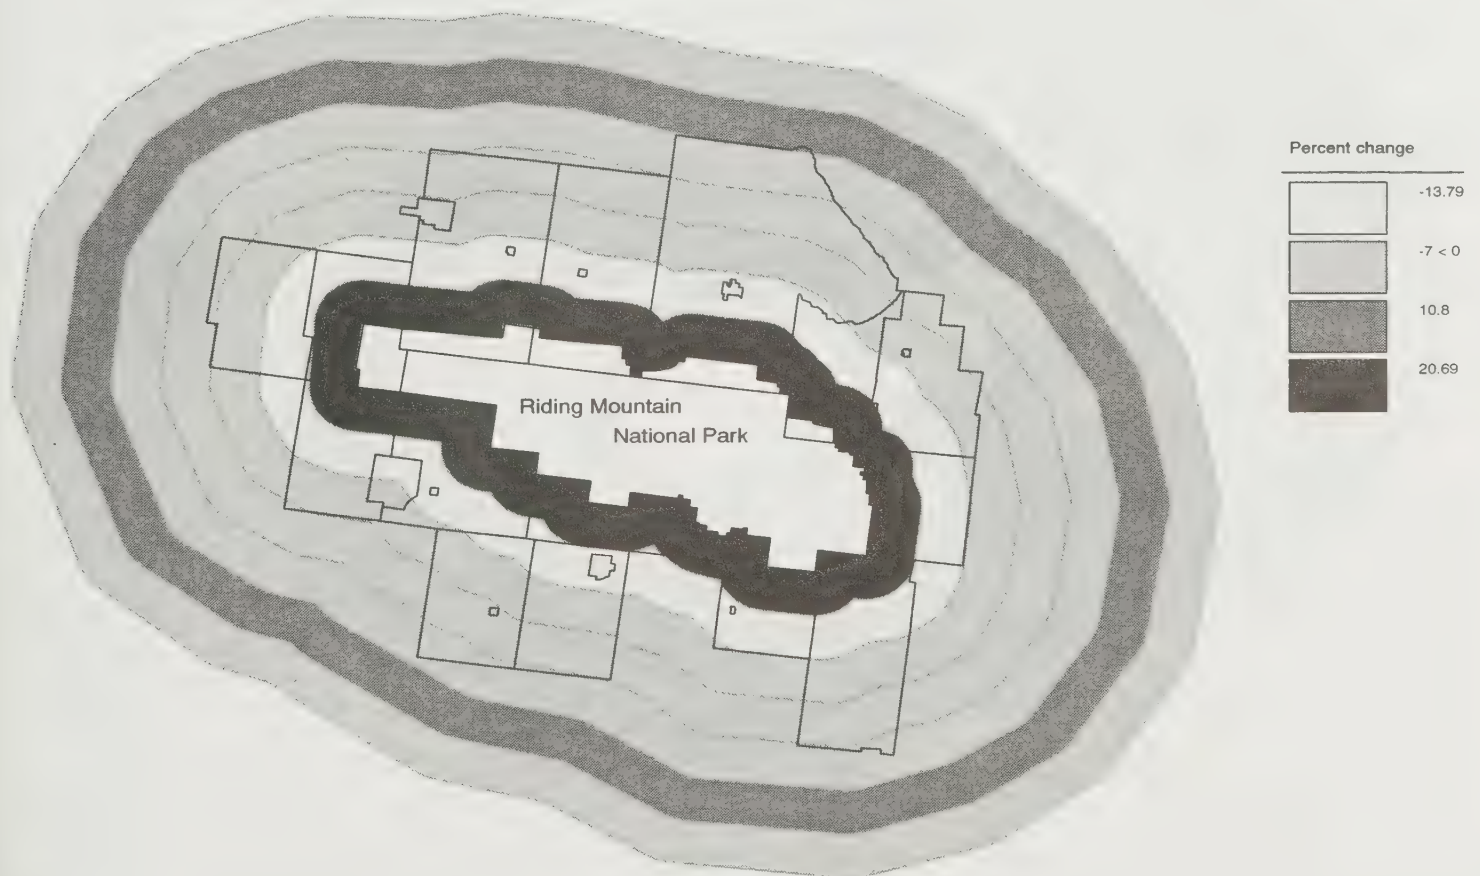 Percent change
-13.79
-7 < 0
10.8
20.69
Riding Mountain
National Park